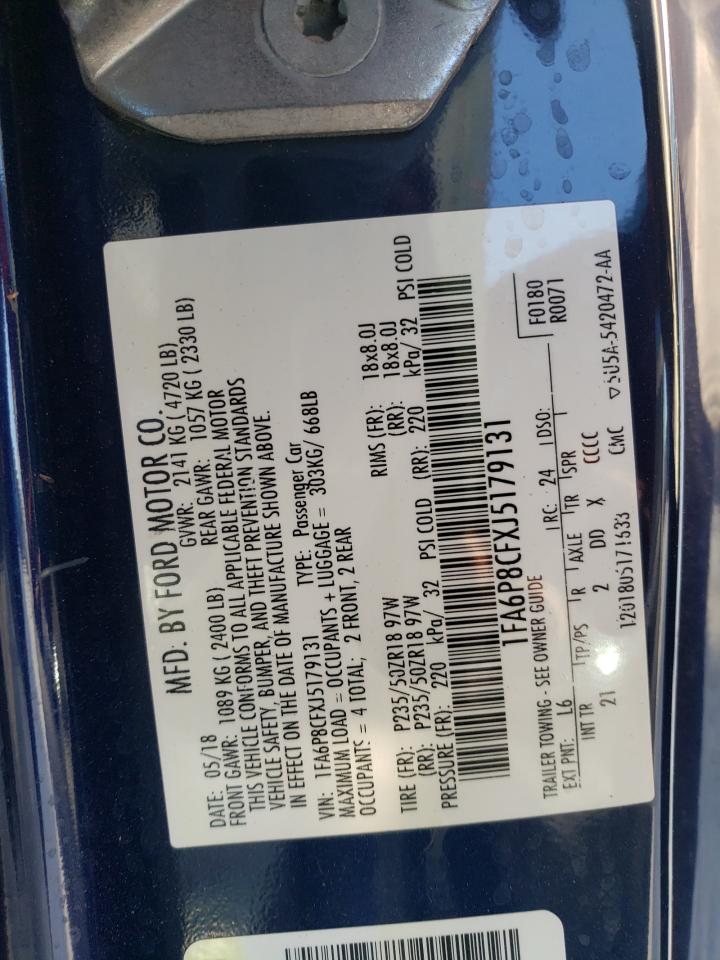 MFD. BY FORD MOTOR CO.
DATE: 05/18 GVWR: 2141 KG ( 4720 LB)
FRONT GAWR: 1089 KG ( 2400 LB) REAR GAWR: 1057 KG ( 2330 LB)
THIS VEHICLE CONFORMS TO ALL APPLICABLE FEDERAL MOTOR
VEHICLE SAFETY, BUMPER, AND THEFT PREVENTION STANDARDS
IN EFFECT ON THE DATE OF MANUFACTURE SHOWN ABOVE.
VIN: 1FA6P8CFXJ5179131 TYPE: Passenger Car
MAXIMUM LOAD = OCCUPANTS + LUGGAGE = 303KG/ 668LB
OCCUPANTS = 4 TOTAL; 2 FRONT, 2 REAR
TIRE (FR): P235/50ZR18 97W RIMS (FR): 18x8.0J
(RR): P235/50ZR18 97W (RR): 18x8.0J
PRESSURE (FR): 220 kPa/ 32 PSI COLD (RR): 220 kPa/ 32 PSI COLD
1FA6P8CFXJ5179131
TRAILER TOWING - SEE OWNER GUIDE F0180
EXT PNT: L6 RC: 24 DSO: R0071
INT TR TP/PS R AXLE TR SPR
21 2 DD X CCCC
1201805171633 CMC 5U5A-5420472-AA